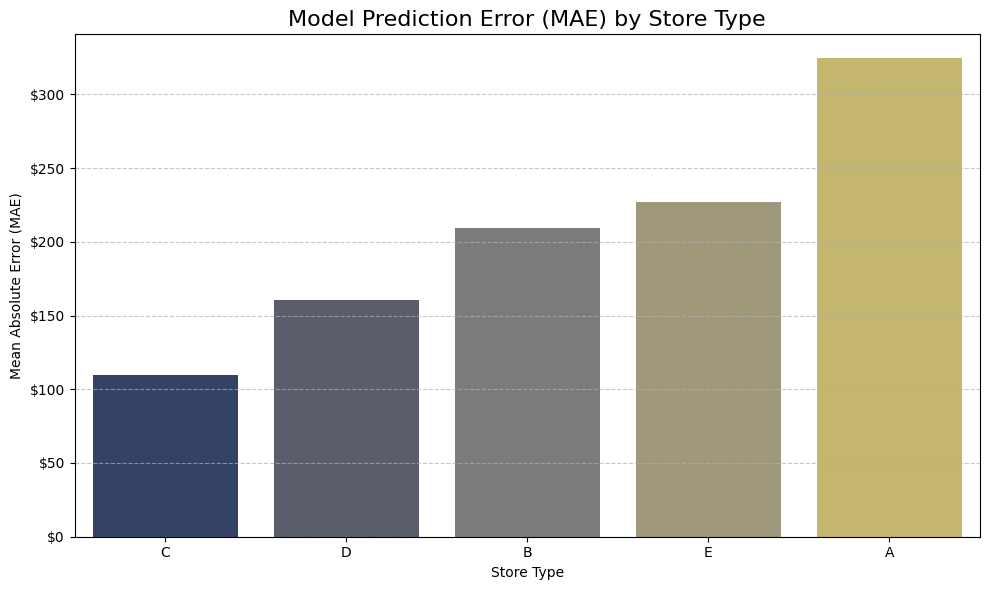 Model Prediction Error (MAE) by Store Type
Mean Absolute Error (MAE)
$300
$250
$200
$150
$100
$50
$0
C D B E A
Store Type